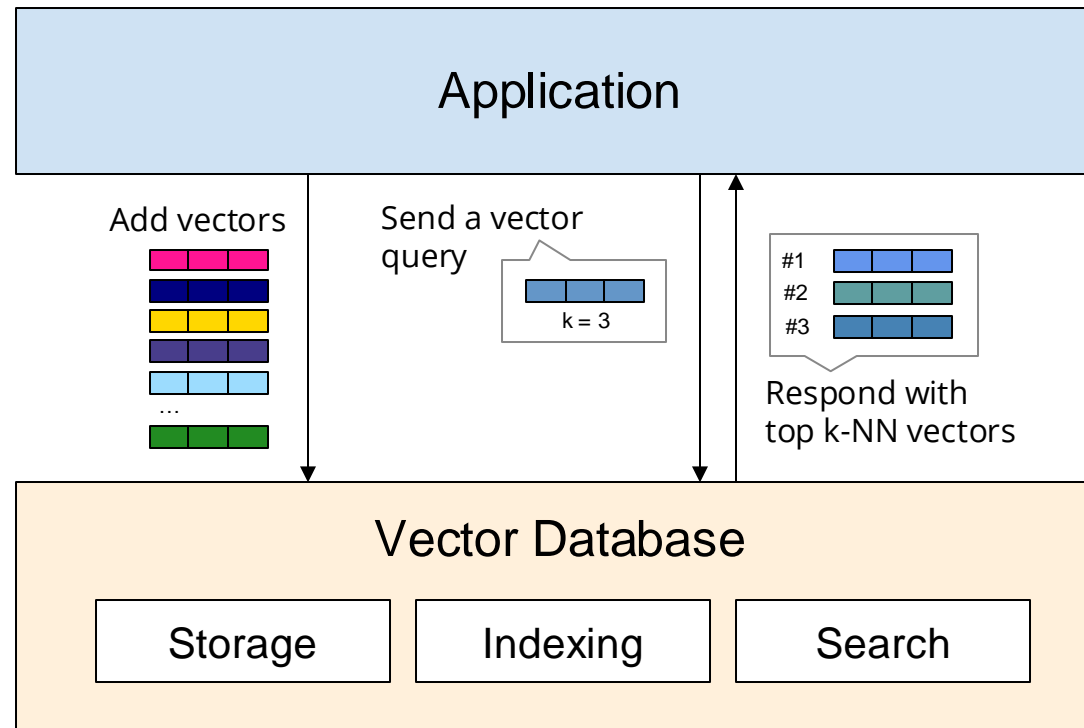 Application
Add vectors
...
Send a vector
query
k = 3
#1
#2
#3
Respond with
top k-NN vectors
Vector Database
Storage
Indexing
Search